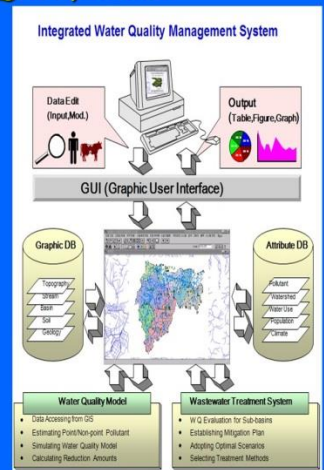 Integrated Water Quality Management System
Data Edit
(Input,Mod.)
Output
(Table,Figure,Graph)
GUI (Graphic User Interface)
Graphic DB
Topography
Stream
Basin
Soil
Geology
Attribute DB
Pollutant
Watershed
Water Use
Population
Climate
Water Quality Model
• Data Accessing from GIS
• Estimating Point/Non-point Pollutant
• Simulating Water Quality Model
• Calculating Reduction Amounts
Wastewater Treatment System
• W.Q Evaluation for Sub-basins
• Establishing Mitigation Plan
• Adopting Optimal Scenarios
• Selecting Treatment Methods